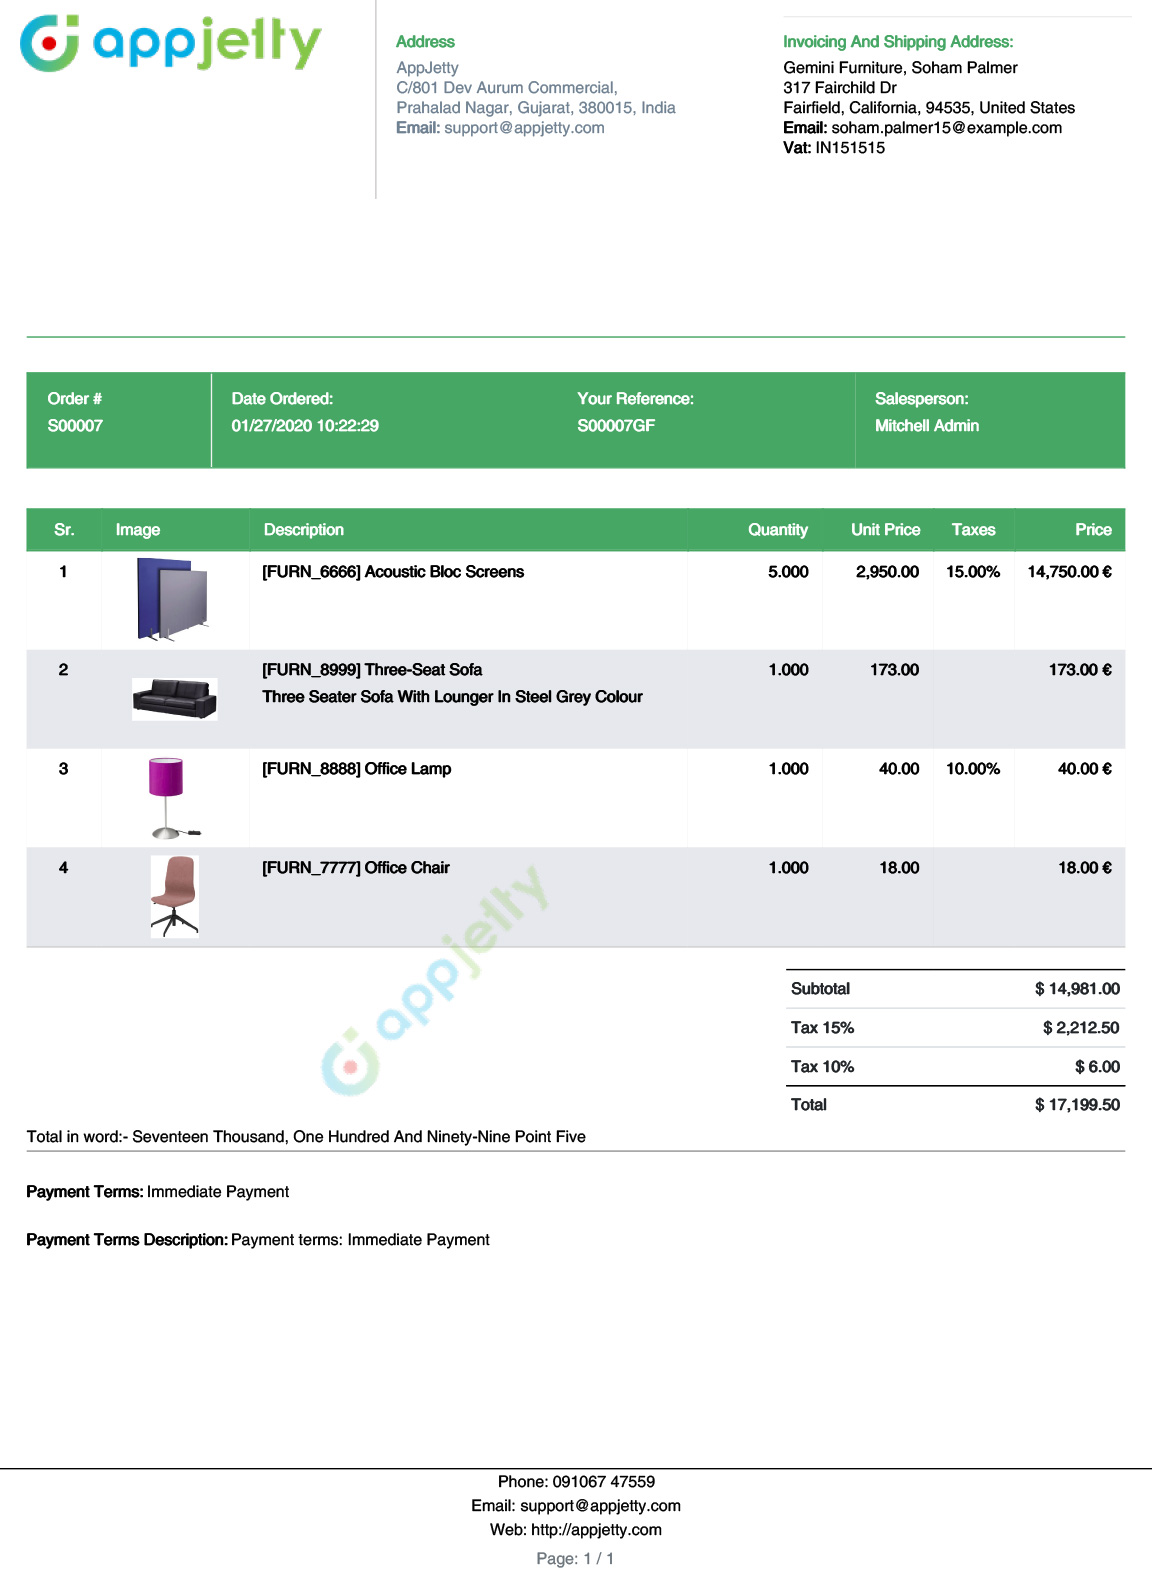 appjetty
Address
AppJetty
C/801 Dev Aurum Commercial,
Prahalad Nagar, Gujarat, 380015, India
Email: support@appjetty.com
Invoicing And Shipping Address:
Gemini Furniture, Soham Palmer
317 Fairchild Dr
Fairfield, California, 94535, United States
Email: soham.palmer15@example.com
Vat: IN151515
Order # Date Ordered: Your Reference: Salesperson:
S00007 01/27/2020 10:22:29 S00007GF Mitchell Admin
Sr. Image Description Quantity Unit Price Taxes Price
1 [FURN_6666] Acoustic Bloc Screens 5.000 2,950.00 15.00% 14,750.00 €
2 [FURN_8999] Three-Seat Sofa 1.000 173.00 173.00 €
Three Seater Sofa With Lounger In Steel Grey Colour
3 [FURN_8888] Office Lamp 1.000 40.00 10.00% 40.00 €
4 [FURN_7777] Office Chair 1.000 18.00 18.00 €
appjetty
Subtotal $ 14,981.00
Tax 15% $ 2,212.50
Tax 10% $ 6.00
Total $ 17,199.50
Total in word:- Seventeen Thousand, One Hundred And Ninety-Nine Point Five
Payment Terms: Immediate Payment
Payment Terms Description: Payment terms: Immediate Payment
Phone: 091067 47559
Email: support@appjetty.com
Web: http://appjetty.com
Page: 1 / 1